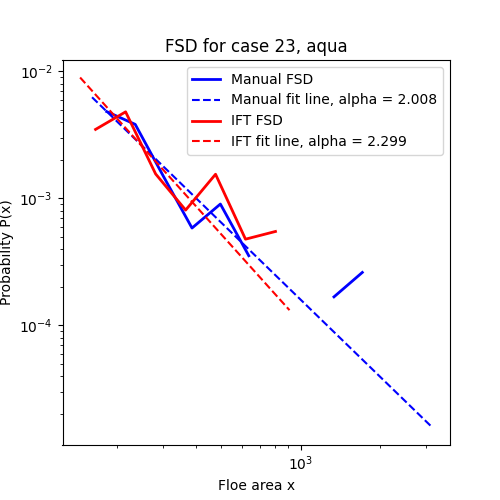 FSD for case 23, aqua
Manual FSD
Manual fit line, alpha = 2.008
IFT FSD
IFT fit line, alpha = 2.299
10⁻²
10⁻³
10⁻⁴
Probability P(x)
10³
Floe area x